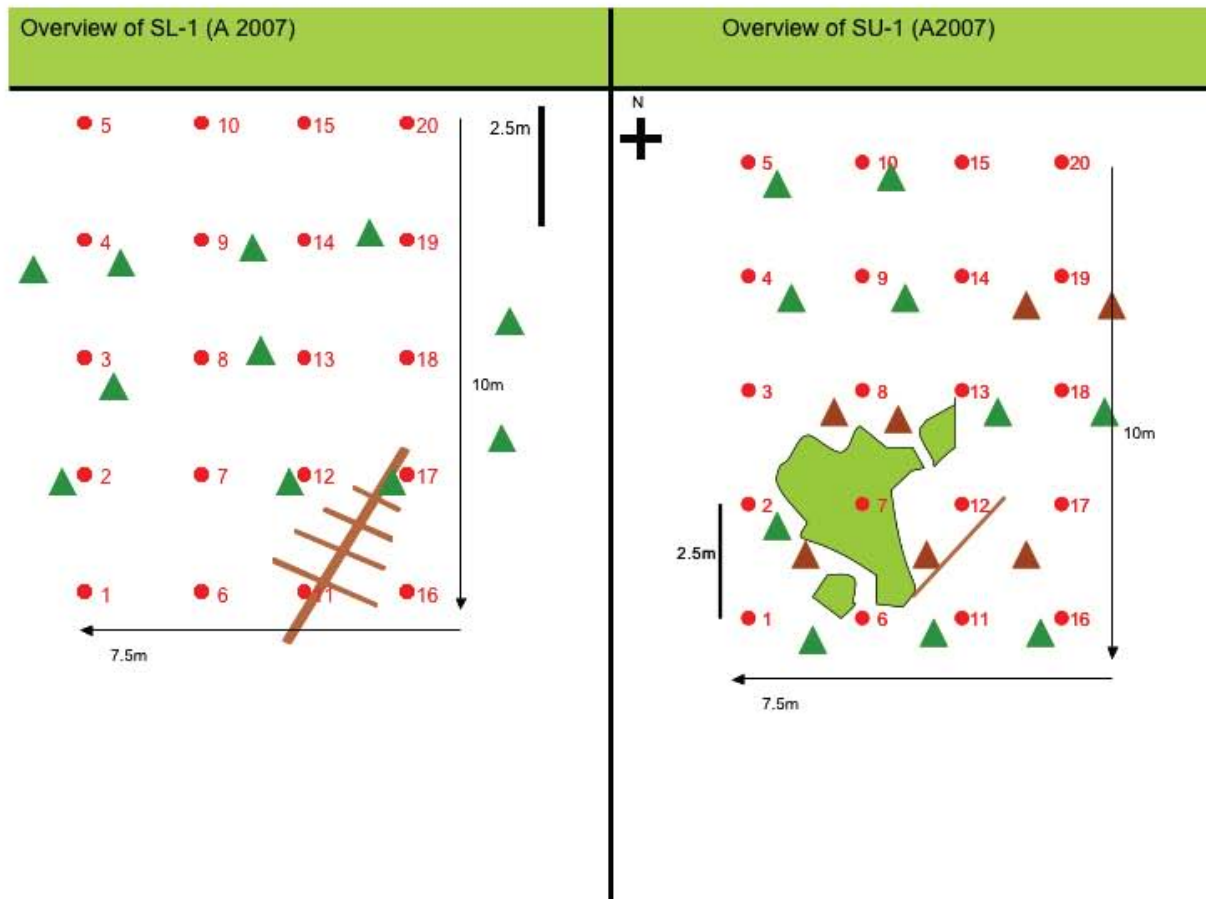 Overview of SL-1 (A 2007)
5 10 15 20
2.5m
4 9 14 19
3 8 13 18
10m
2 7 12 17
1 6 11 16
7.5m
Overview of SU-1 (A2007)
N
5 10 15 20
4 9 14 19
3 8 13 18
10m
2 7 12 17
2.5m
1 6 11 16
7.5m